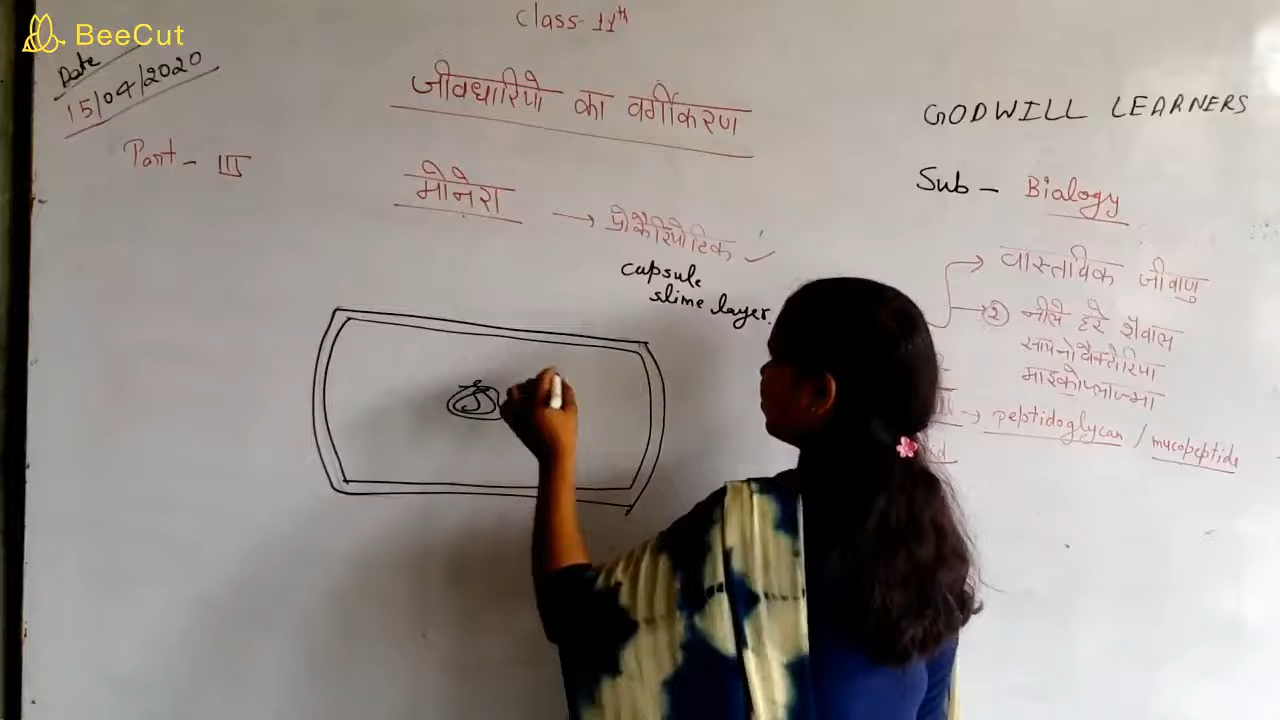 BeeCut
Class-11th
Date
15/04/2020
जीवधारियो का वर्गीकरण
GODWILL LEARNERS
Part - III
Sub - Bialogy
मोनेरा → प्रोकैरियोटिक ✓
capsule
slime layer.
वास्तविक जीवाणु
② नीले हरे शैवाल
सायनोबैक्टेरिया
माइकोप्लाज्मा
→ peptidoglycan / mucopeptide